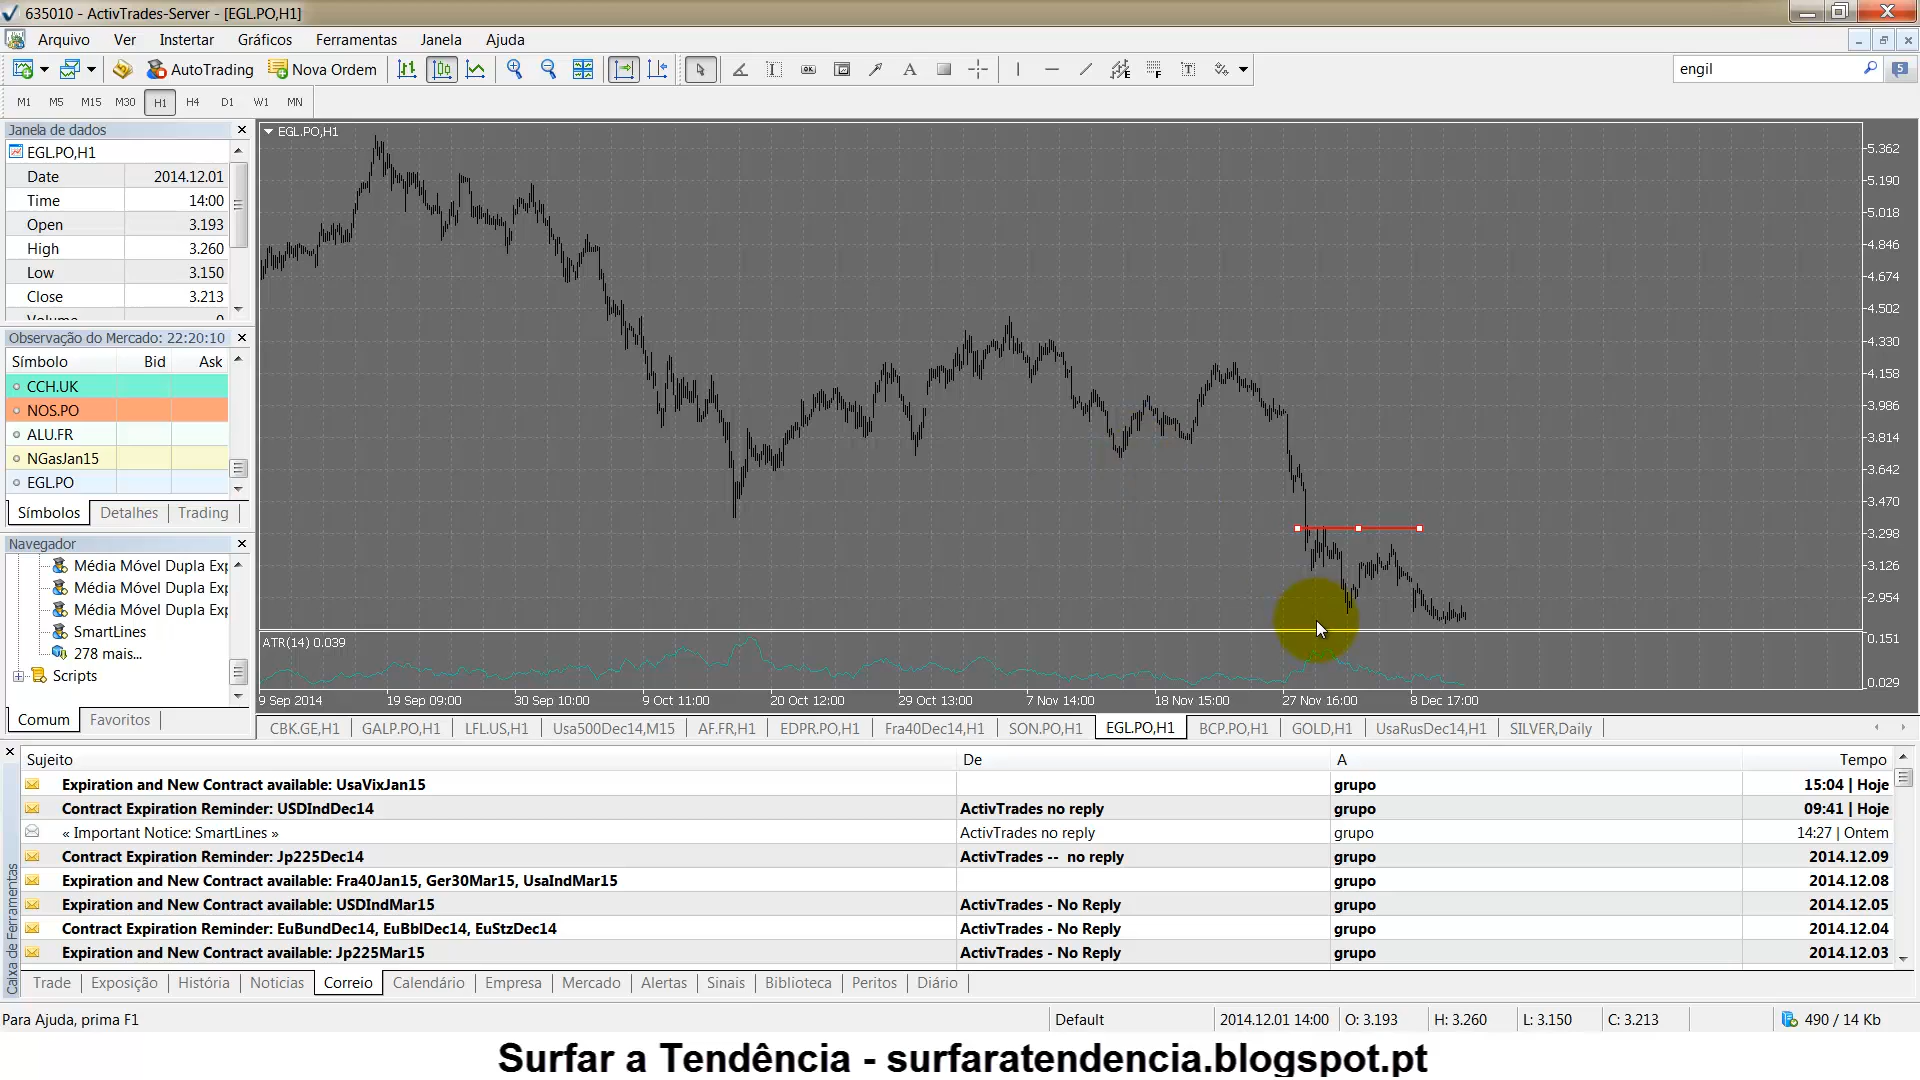 635010 - ActivTrades-Server - [EGL.PO,H1]
Arquivo Ver Instertar Gráficos Ferramentas Janela Ajuda
AutoTrading Nova Ordem engil 5
M1 M5 M15 M30 H1 H4 D1 W1 MN
Janela de dados
EGL.PO,H1
Date 2014.12.01
Time 14:00
Open 3.193
High 3.260
Low 3.150
Close 3.213
Volume 0
Observação do Mercado: 22:20:10
Símbolo Bid Ask
CCH.UK
NOS.PO
ALU.FR
NGasJan15
EGL.PO
Símbolos Detalhes Trading
Navegador
Média Móvel Dupla Exp
Média Móvel Dupla Exp
Média Móvel Dupla Exp
SmartLines
278 mais...
Scripts
Comum Favoritos
EGL.PO,H1
5.362
5.190
5.018
4.846
4.674
4.502
4.330
4.158
3.986
3.814
3.642
3.470
3.298
3.126
2.954
ATR(14) 0.039
0.151
0.029
9 Sep 2014 19 Sep 09:00 30 Sep 10:00 9 Oct 11:00 20 Oct 12:00 29 Oct 13:00 7 Nov 14:00 18 Nov 15:00 27 Nov 16:00 8 Dec 17:00
CBK.GE,H1 GALP.PO,H1 LFL.US,H1 Usa500Dec14,M15 AF.FR,H1 EDPR.PO,H1 Fra40Dec14,H1 SON.PO,H1 EGL.PO,H1 BCP.PO,H1 GOLD,H1 UsaRusDec14,H1 SILVER,Daily
Caixa de Ferramentas
Sujeito De A Tempo
Expiration and New Contract available: UsaVixJan15 grupo 15:04 | Hoje
Contract Expiration Reminder: USDIndDec14 ActivTrades no reply grupo 09:41 | Hoje
« Important Notice: SmartLines » ActivTrades no reply grupo 14:27 | Ontem
Contract Expiration Reminder: Jp225Dec14 ActivTrades -- no reply grupo 2014.12.09
Expiration and New Contract available: Fra40Jan15, Ger30Mar15, UsaIndMar15 grupo 2014.12.08
Expiration and New Contract available: USDIndMar15 ActivTrades - No Reply grupo 2014.12.05
Contract Expiration Reminder: EuBundDec14, EuBblDec14, EuStzDec14 ActivTrades - No Reply grupo 2014.12.04
Expiration and New Contract available: Jp225Mar15 ActivTrades - No Reply grupo 2014.12.03
Trade Exposição História Noticias Correio Calendário Empresa Mercado Alertas Sinais Biblioteca Peritos Diário
Para Ajuda, prima F1 Default 2014.12.01 14:00 O: 3.193 H: 3.260 L: 3.150 C: 3.213 490 / 14 Kb
Surfar a Tendência - surfaratendencia.blogspot.pt